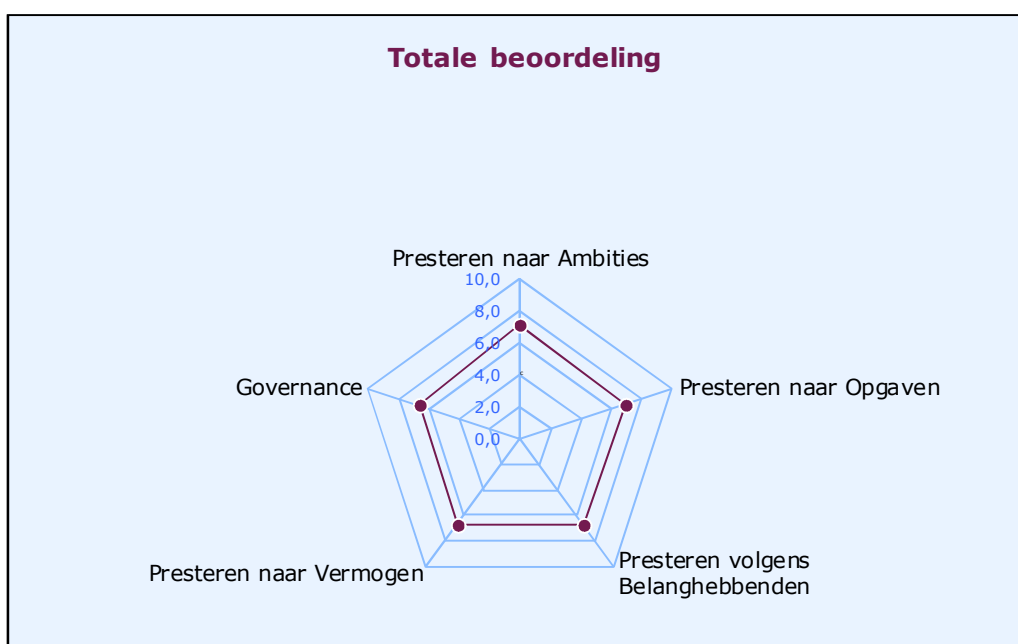 Totale beoordeling
Presteren naar Ambities
10,0
8,0
6,0
4,0
2,0
0,0
Governance
Presteren naar Opgaven
Presteren naar Vermogen
Presteren volgens
Belanghebbenden